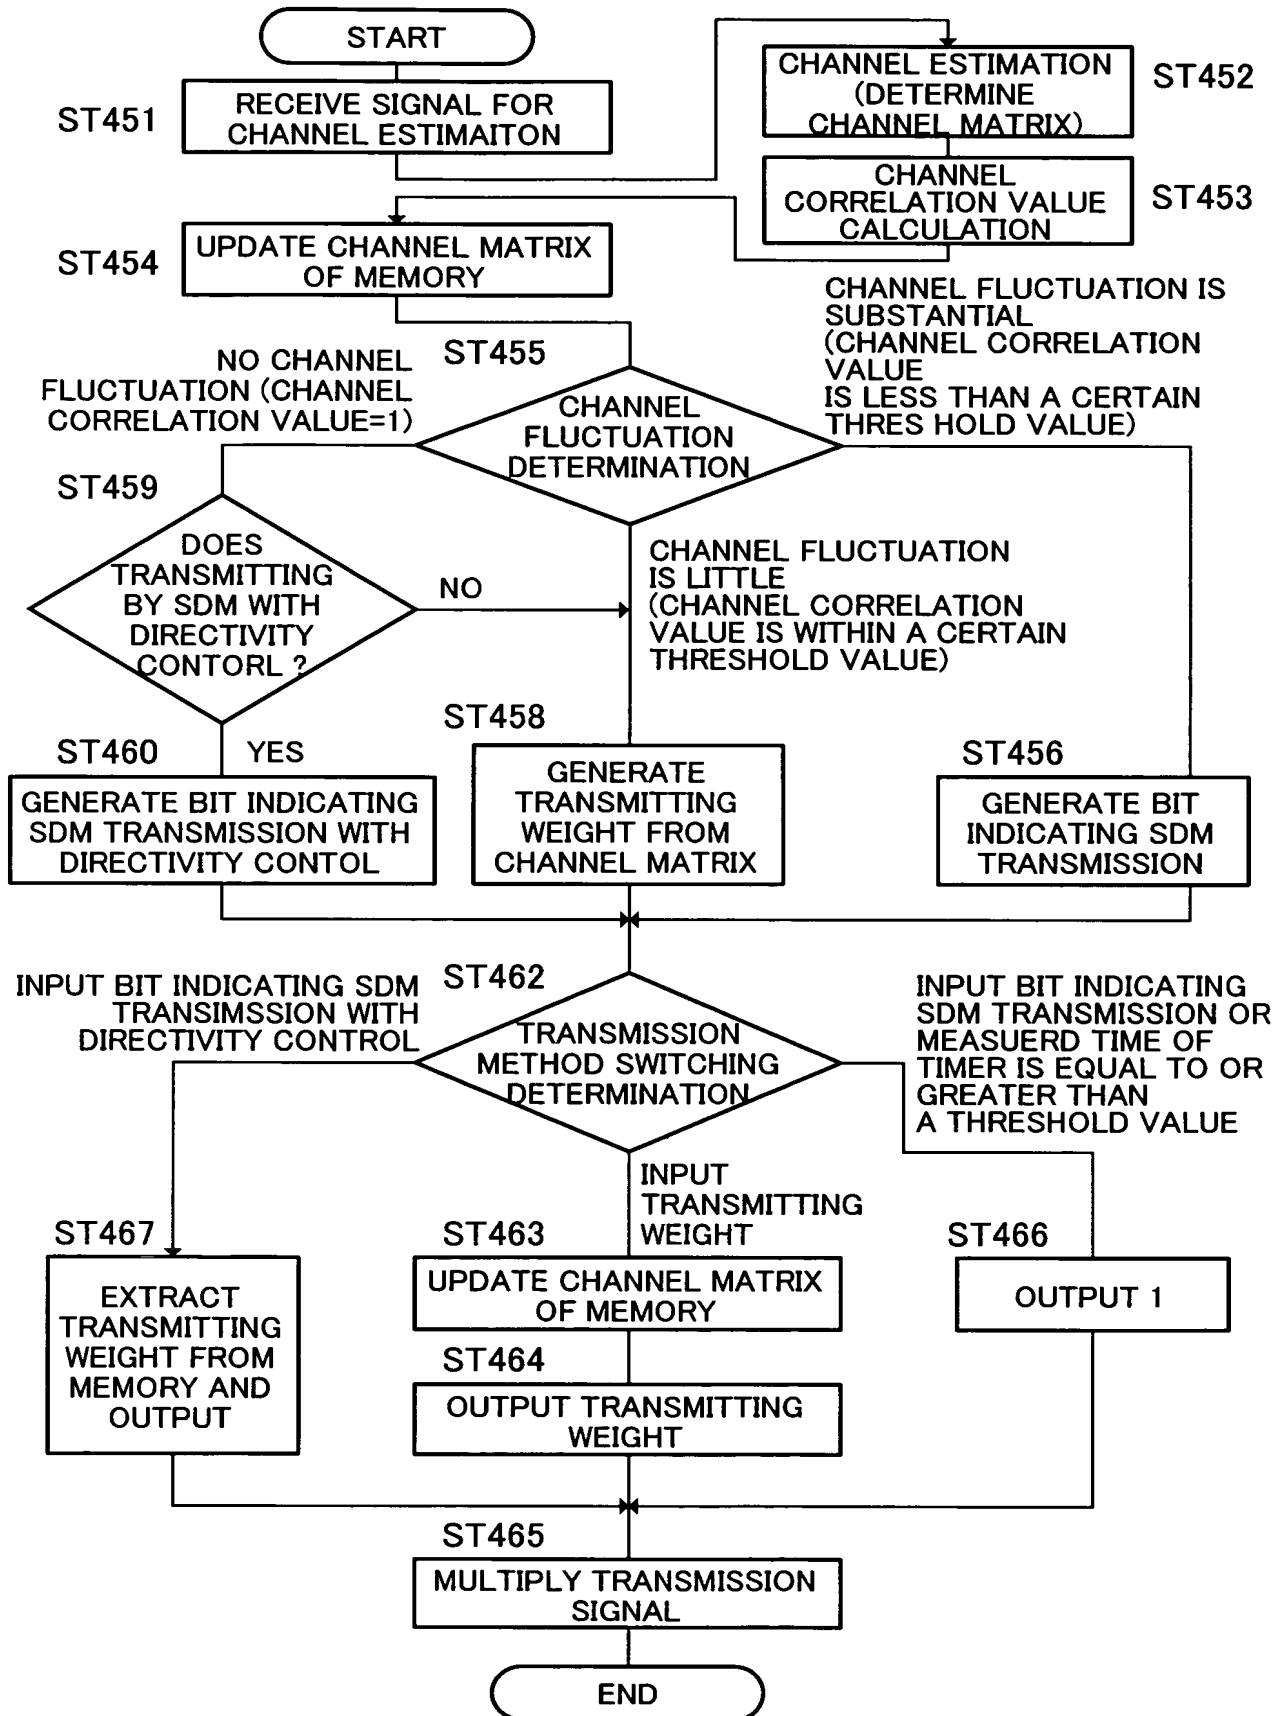 START
ST451
RECEIVE SIGNAL FOR
CHANNEL ESTIMAITON
CHANNEL ESTIMATION
(DETERMINE
CHANNEL MATRIX)
ST452
CHANNEL
CORRELATION VALUE
CALCULATION
ST453
ST454
UPDATE CHANNEL MATRIX
OF MEMORY
ST455
NO CHANNEL
FLUCTUATION (CHANNEL
CORRELATION VALUE=1)
CHANNEL
FLUCTUATION
DETERMINATION
CHANNEL FLUCTUATION IS
SUBSTANTIAL
(CHANNEL CORRELATION
VALUE
IS LESS THAN A CERTAIN
THRES HOLD VALUE)
ST459
DOES
TRANSMITTING
BY SDM WITH
DIRECTIVITY
CONTORL ?
NO
CHANNEL FLUCTUATION
IS LITTLE
(CHANNEL CORRELATION
VALUE IS WITHIN A CERTAIN
THRESHOLD VALUE)
ST460
YES
GENERATE BIT INDICATING
SDM TRANSMISSION WITH
DIRECTIVITY CONTOL
ST458
GENERATE
TRANSMITTING
WEIGHT FROM
CHANNEL MATRIX
ST456
GENERATE BIT
INDICATING SDM
TRANSMISSION
ST462
INPUT BIT INDICATING SDM
TRANSIMSSION WITH
DIRECTIVITY CONTROL
TRANSMISSION
METHOD SWITCHING
DETERMINATION
INPUT BIT INDICATING
SDM TRANSMISSION OR
MEASUERD TIME OF
TIMER IS EQUAL TO OR
GREATER THAN
A THRESHOLD VALUE
INPUT
TRANSMITTING
WEIGHT
ST467
EXTRACT
TRANSMITTING
WEIGHT FROM
MEMORY AND
OUTPUT
ST463
UPDATE CHANNEL MATRIX
OF MEMORY
ST464
OUTPUT TRANSMITTING
WEIGHT
ST466
OUTPUT 1
ST465
MULTIPLY TRANSMISSION
SIGNAL
END